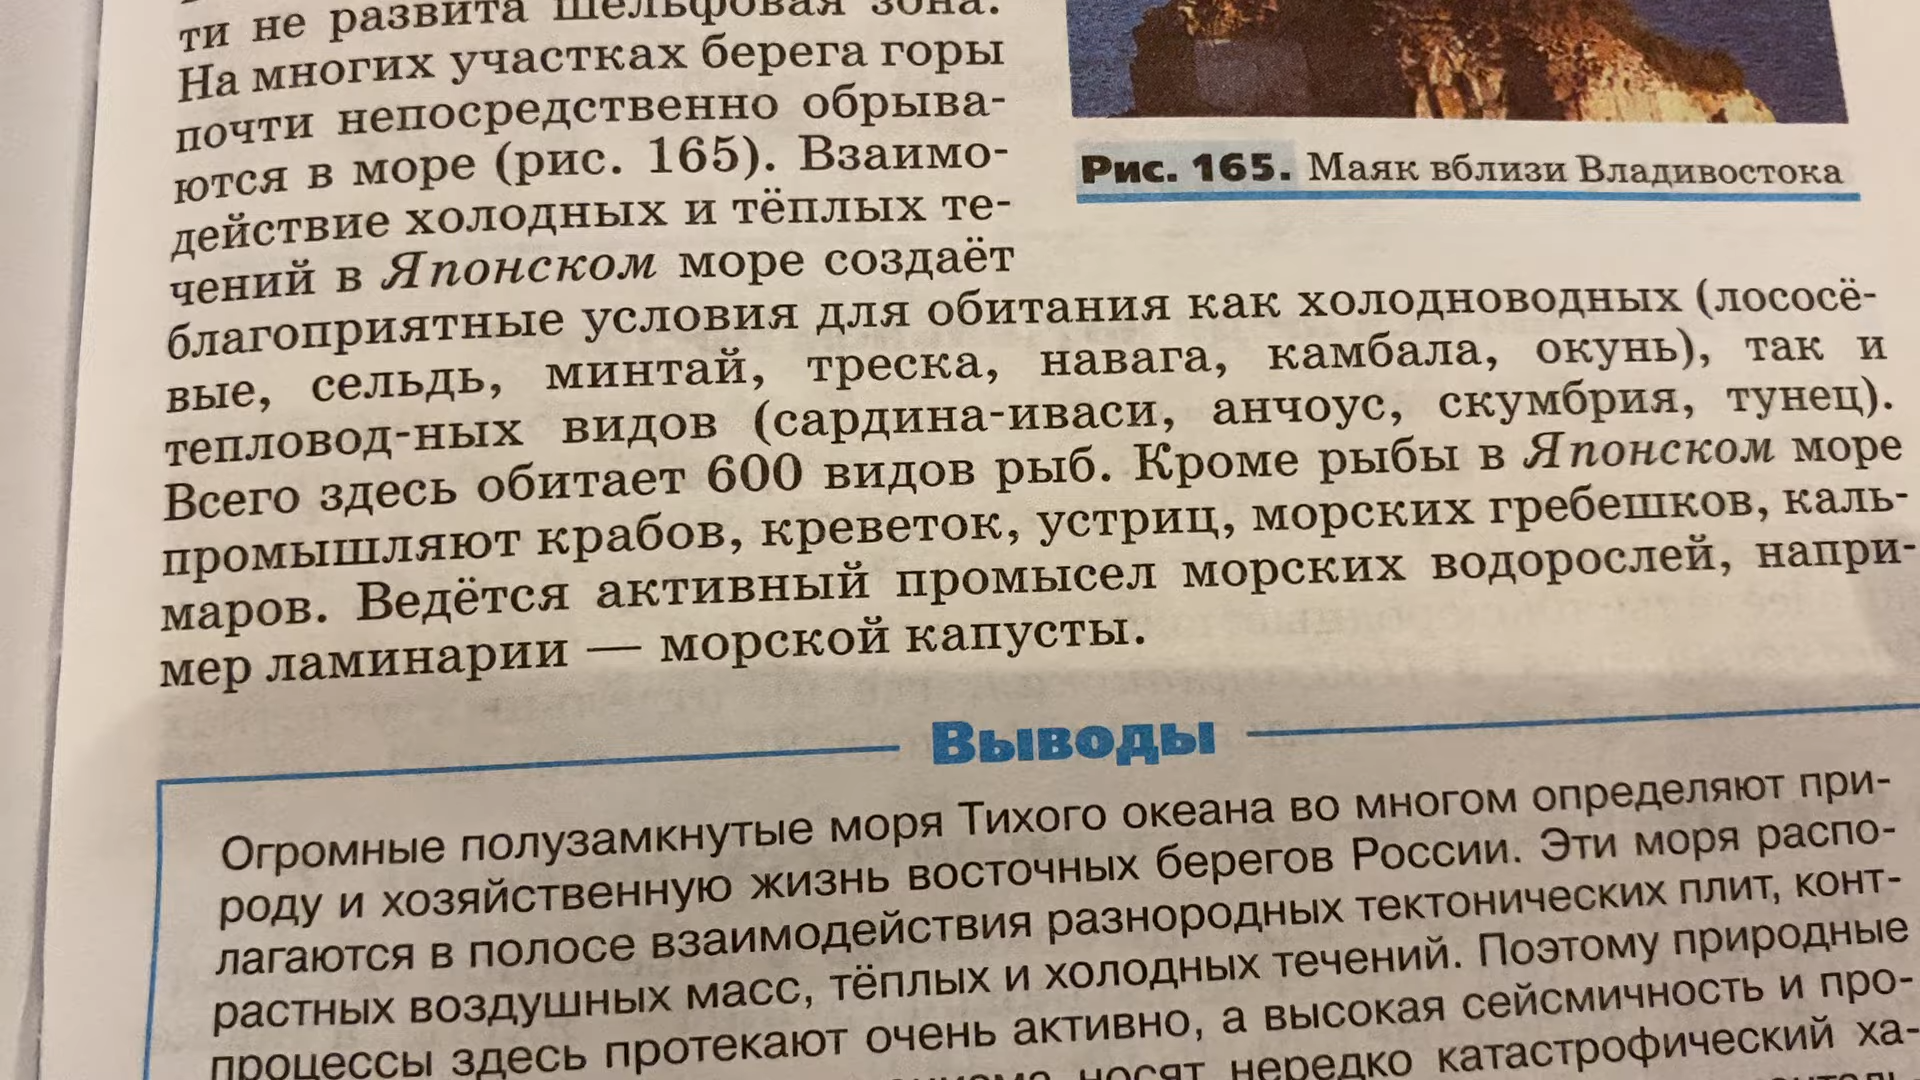 ти не развита шельфовая зона.
На многих участках берега горы
почти непосредственно обрыва-
ются в море (рис. 165). Взаимо-
действие холодных и тёплых те-
чений в Японском море создаёт
Рис. 165. Маяк вблизи Владивостока
благоприятные условия для обитания как холодноводных (лососё-
вые, сельдь, минтай, треска, навага, камбала, окунь), так и
тепловод-ных видов (сардина-иваси, анчоус, скумбрия, тунец).
Всего здесь обитает 600 видов рыб. Кроме рыбы в Японском море
промышляют крабов, креветок, устриц, морских гребешков, каль-
маров. Ведётся активный промысел морских водорослей, напри-
мер ламинарии — морской капусты.
Выводы
Огромные полузамкнутые моря Тихого океана во многом определяют при-
роду и хозяйственную жизнь восточных берегов России. Эти моря распо-
лагаются в полосе взаимодействия разнородных тектонических плит, конт-
растных воздушных масс, тёплых и холодных течений. Поэтому природные
процессы здесь протекают очень активно, а высокая сейсмичность и про-
носят нередко катастрофический ха-